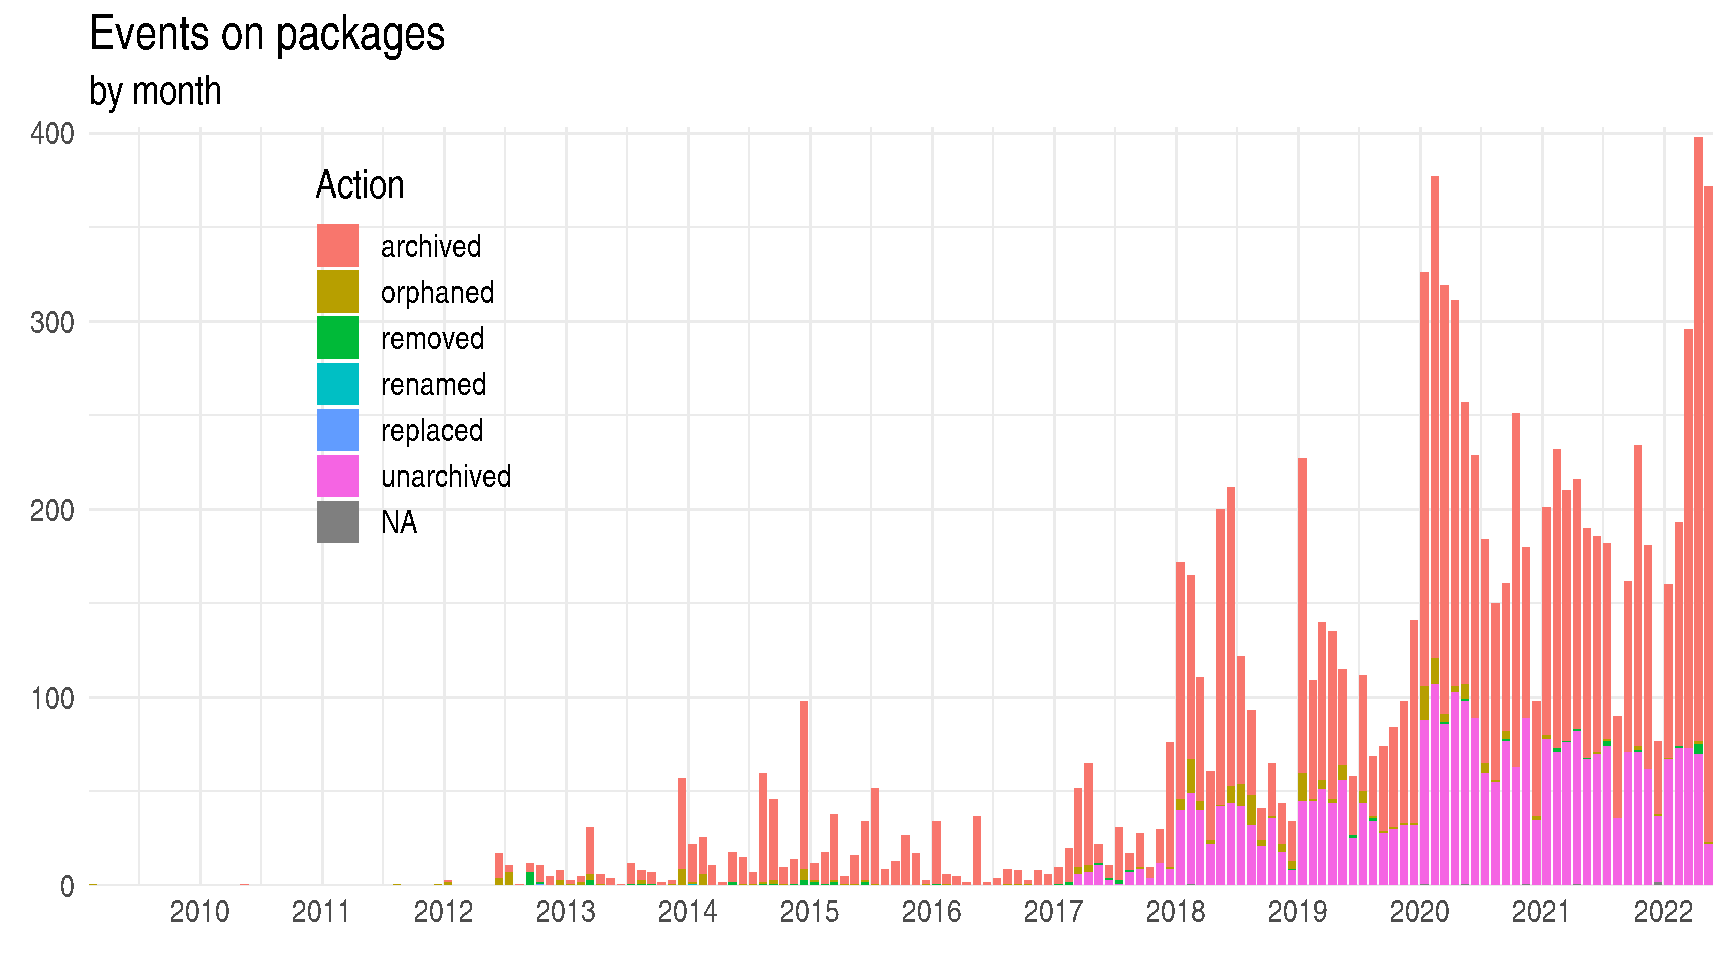 Events on packages
by month
400
300
200
100
0
Action
archived
orphaned
removed
renamed
replaced
unarchived
NA
2010 2011 2012 2013 2014 2015 2016 2017 2018 2019 2020 2021 2022